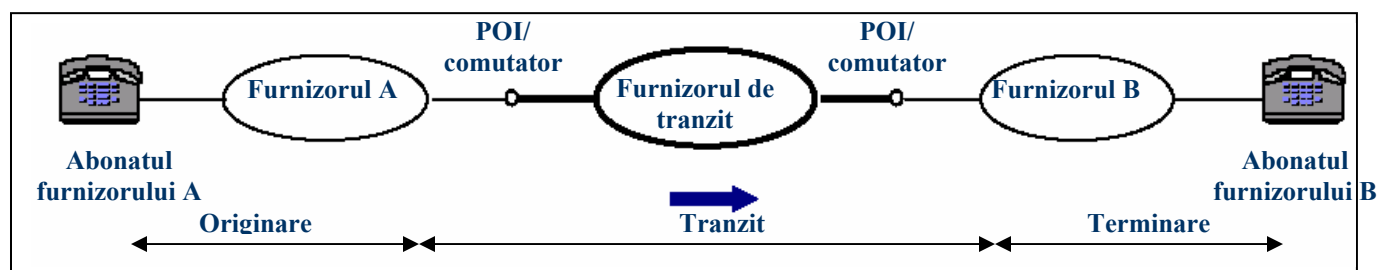 POI/
comutator
POI/
comutator
Furnizorul A
Furnizorul de
tranzit
Furnizorul B
Abonatul
furnizorului A
Abonatul
furnizorului B
Originare
Tranzit
Terminare